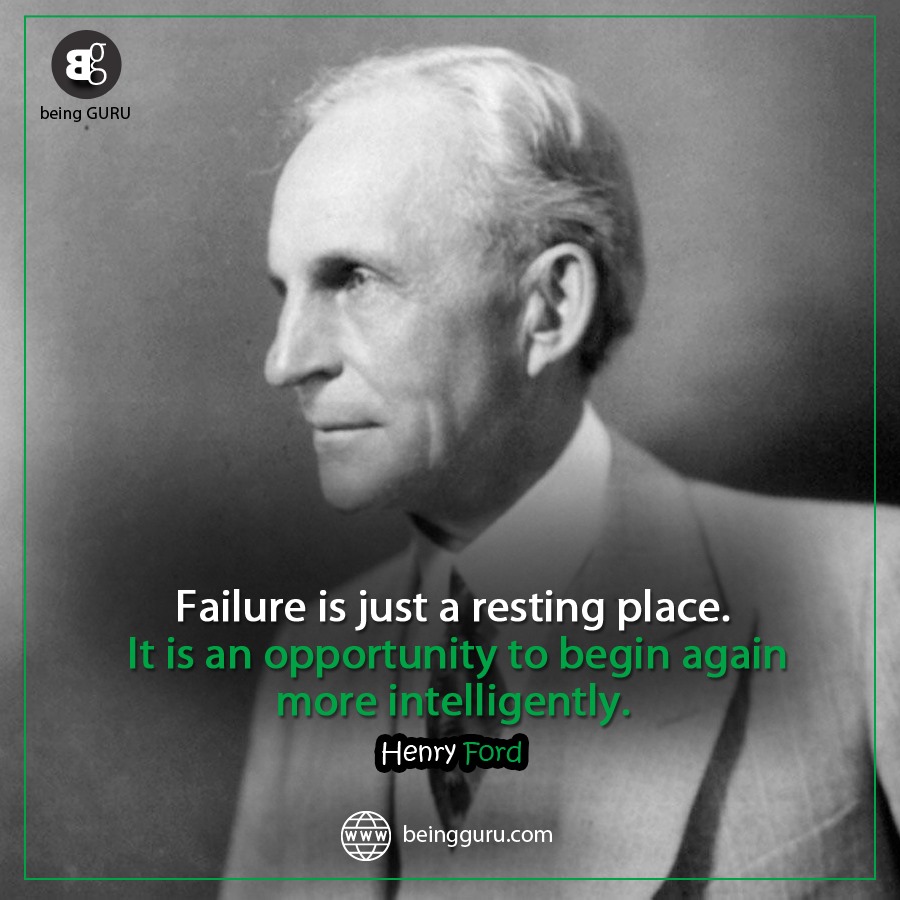 Bg
g
being GURU
Failure is just a resting place.
It is an opportunity to begin again
more intelligently.
Henry Ford
www beingguru.com